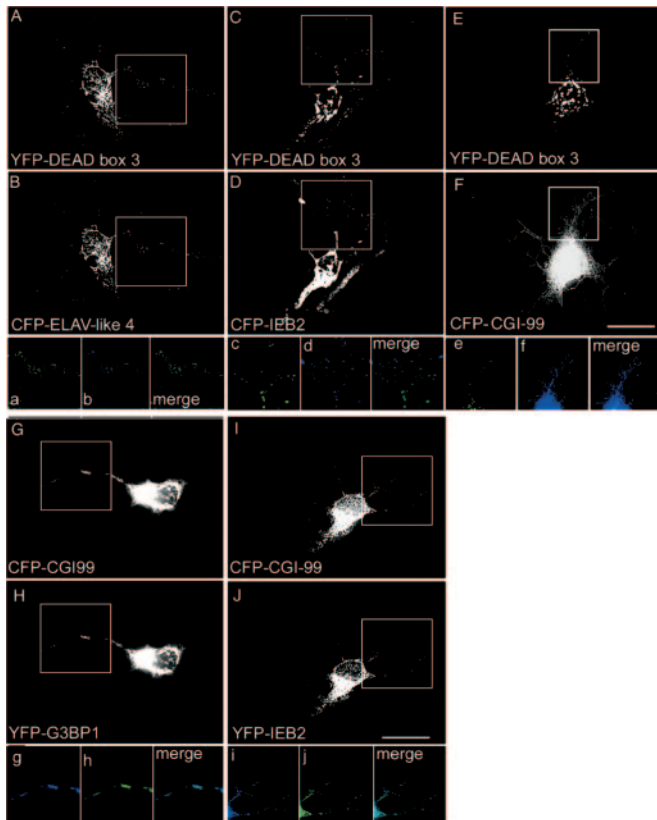 A
C
E
YFP-DEAD box 3
YFP-DEAD box 3
YFP-DEAD box 3
B
D
F
CFP-ELAV-like 4
CFP-IEB2
CFP-CGI-99
a
b
merge
c
d
merge
e
f
merge
G
I
CFP-CGI99
CFP-CGI-99
H
J
YFP-G3BP1
YFP-IEB2
g
h
merge
i
j
merge